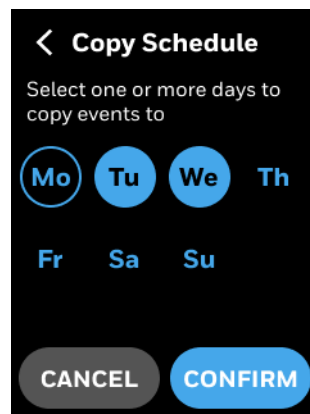 Copy Schedule
Select one or more days to
copy events to
Mo Tu We Th
Fr Sa Su
CANCEL CONFIRM